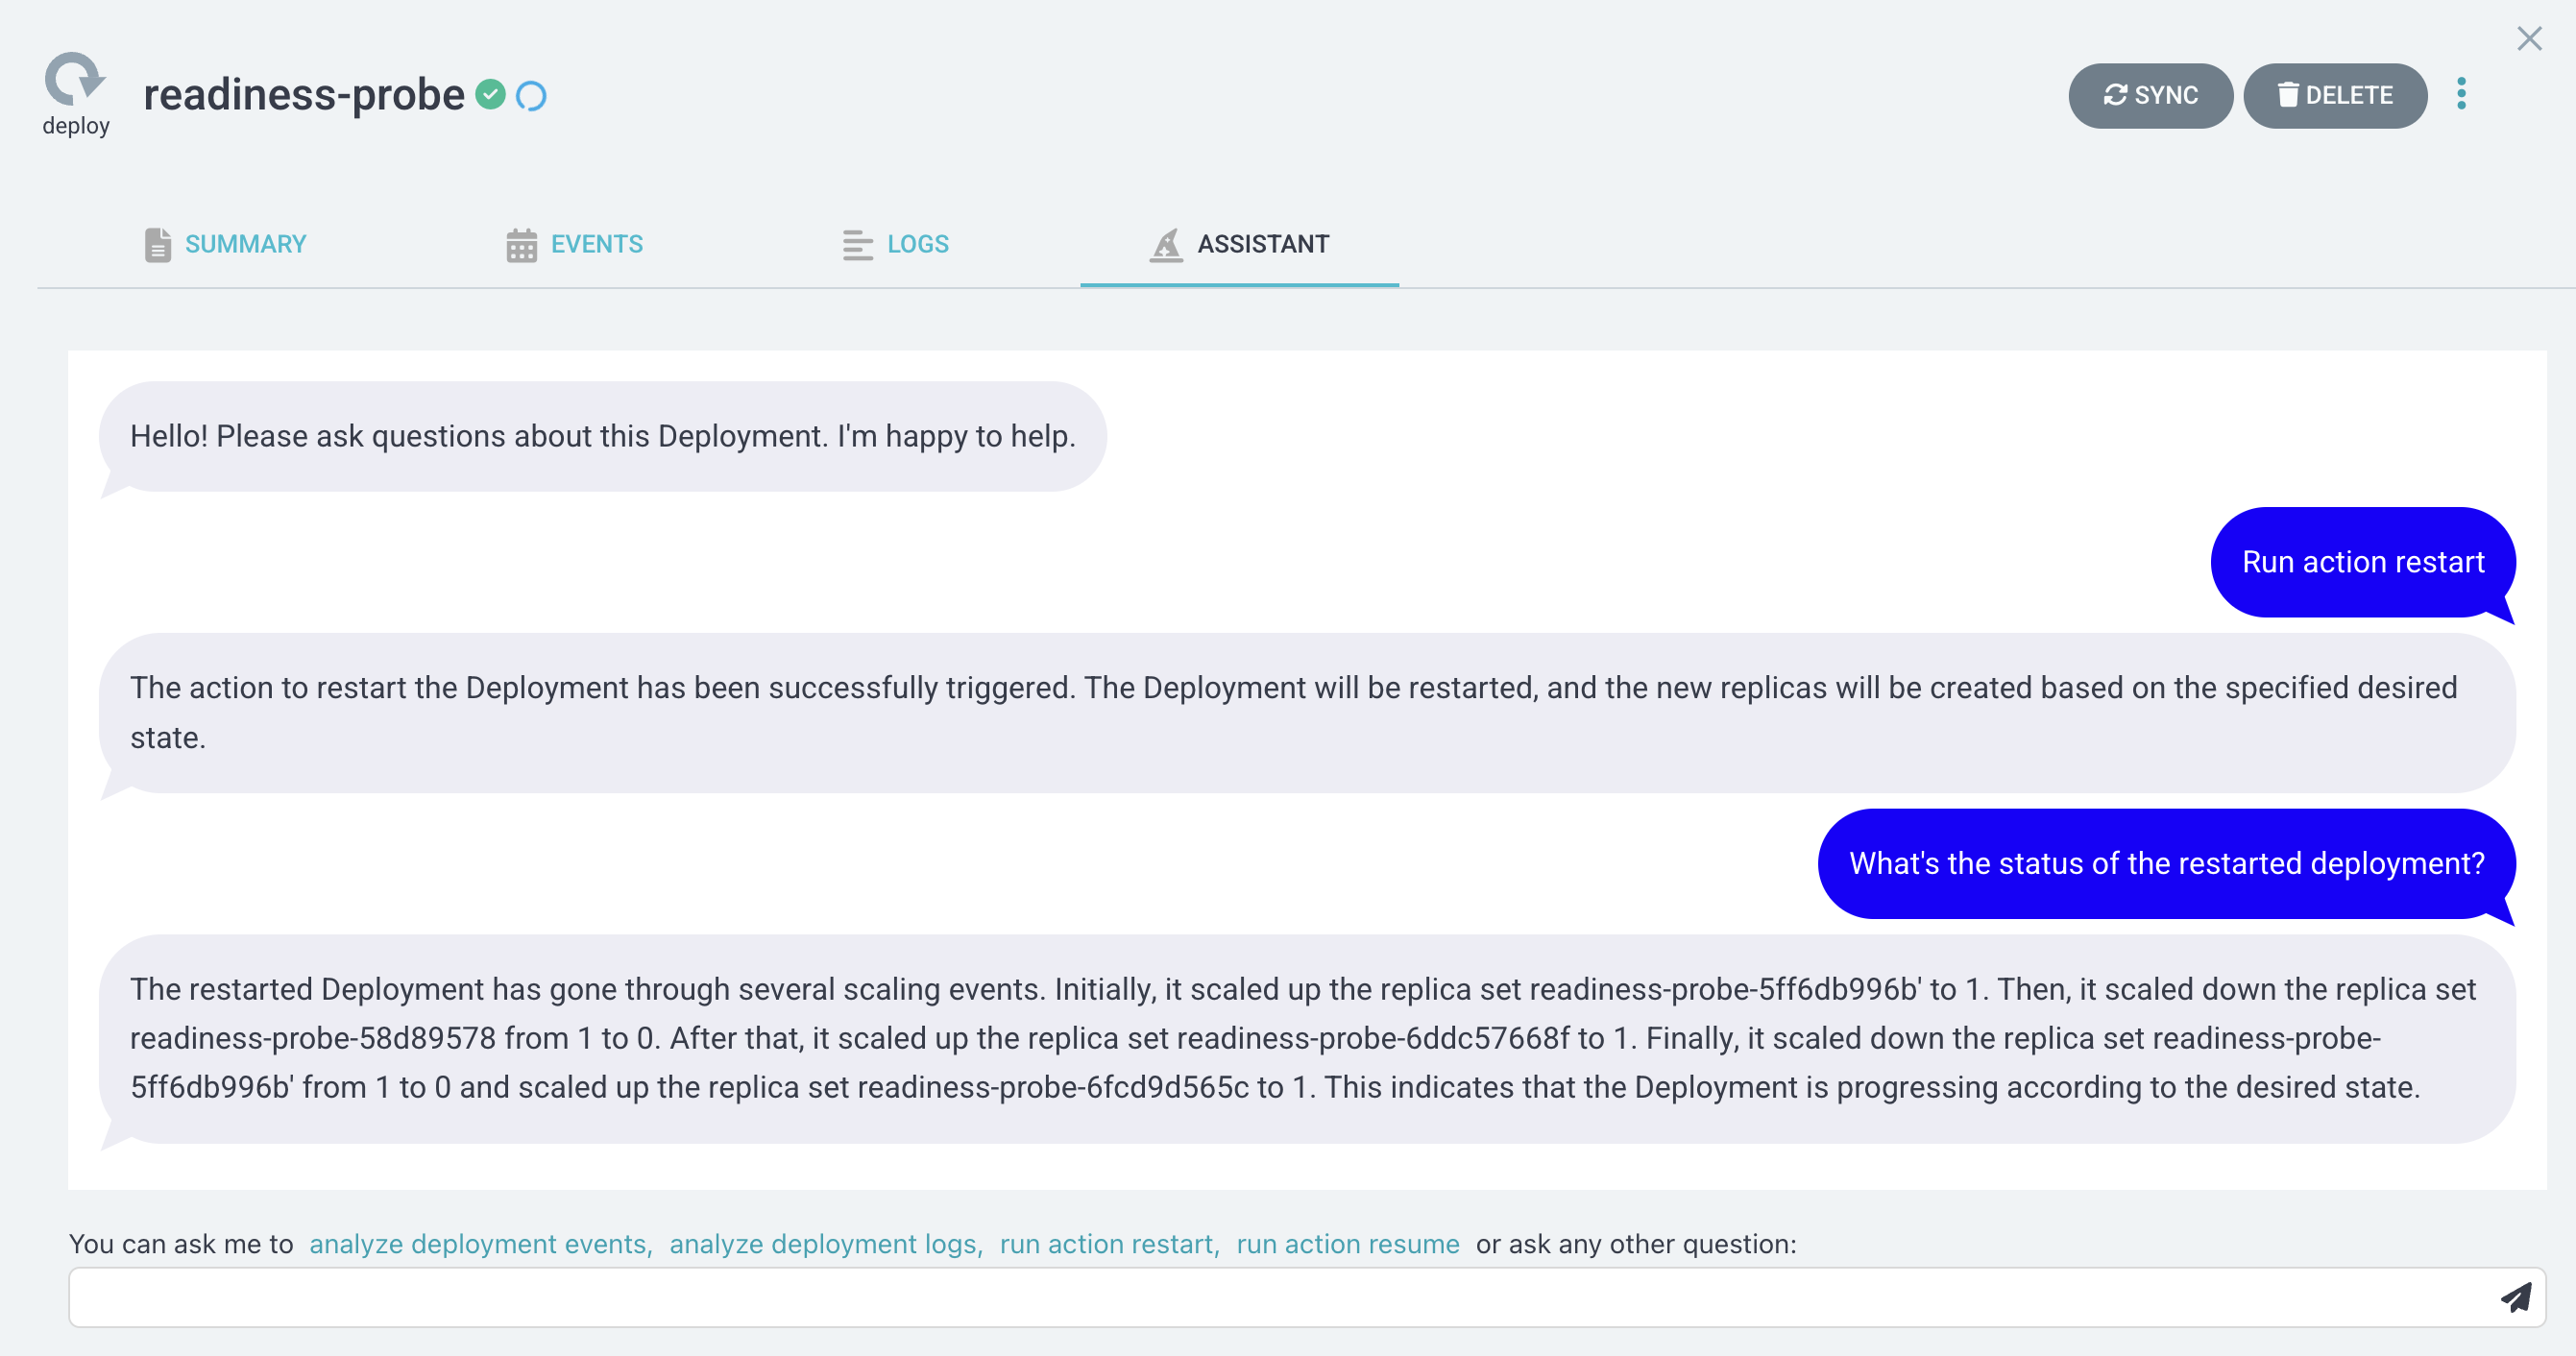 readiness-probe
deploy
SYNC
DELETE
SUMMARY
EVENTS
LOGS
ASSISTANT
Hello! Please ask questions about this Deployment. I'm happy to help.
Run action restart
The action to restart the Deployment has been successfully triggered. The Deployment will be restarted, and the new replicas will be created based on the specified desired
state.
What's the status of the restarted deployment?
The restarted Deployment has gone through several scaling events. Initially, it scaled up the replica set readiness-probe-5ff6db996b' to 1. Then, it scaled down the replica set
readiness-probe-58d89578 from 1 to 0. After that, it scaled up the replica set readiness-probe-6ddc57668f to 1. Finally, it scaled down the replica set readiness-probe-
5ff6db996b' from 1 to 0 and scaled up the replica set readiness-probe-6fcd9d565c to 1. This indicates that the Deployment is progressing according to the desired state.
You can ask me to analyze deployment events, analyze deployment logs, run action restart, run action resume or ask any other question: